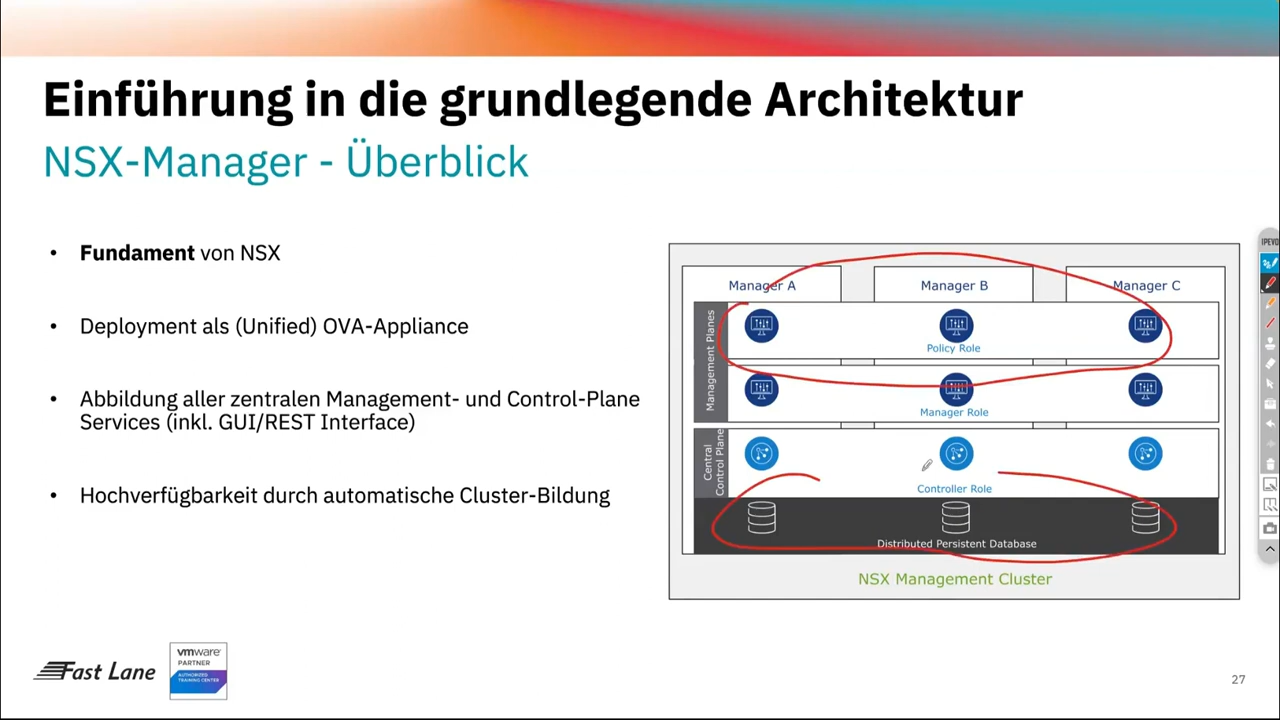 Einführung in die grundlegende Architektur
NSX-Manager - Überblick
• Fundament von NSX
• Deployment als (Unified) OVA-Appliance
• Abbildung aller zentralen Management- und Control-Plane
Services (inkl. GUI/REST Interface)
• Hochverfügbarkeit durch automatische Cluster-Bildung
Manager A
Manager B
Manager C
Management Planes
Policy Role
Manager Role
Central
Control Plane
Controller Role
Distributed Persistent Database
NSX Management Cluster
IPEVO
Fast Lane
vmware
PARTNER
AUTHORIZED
TRAINING CENTER
27